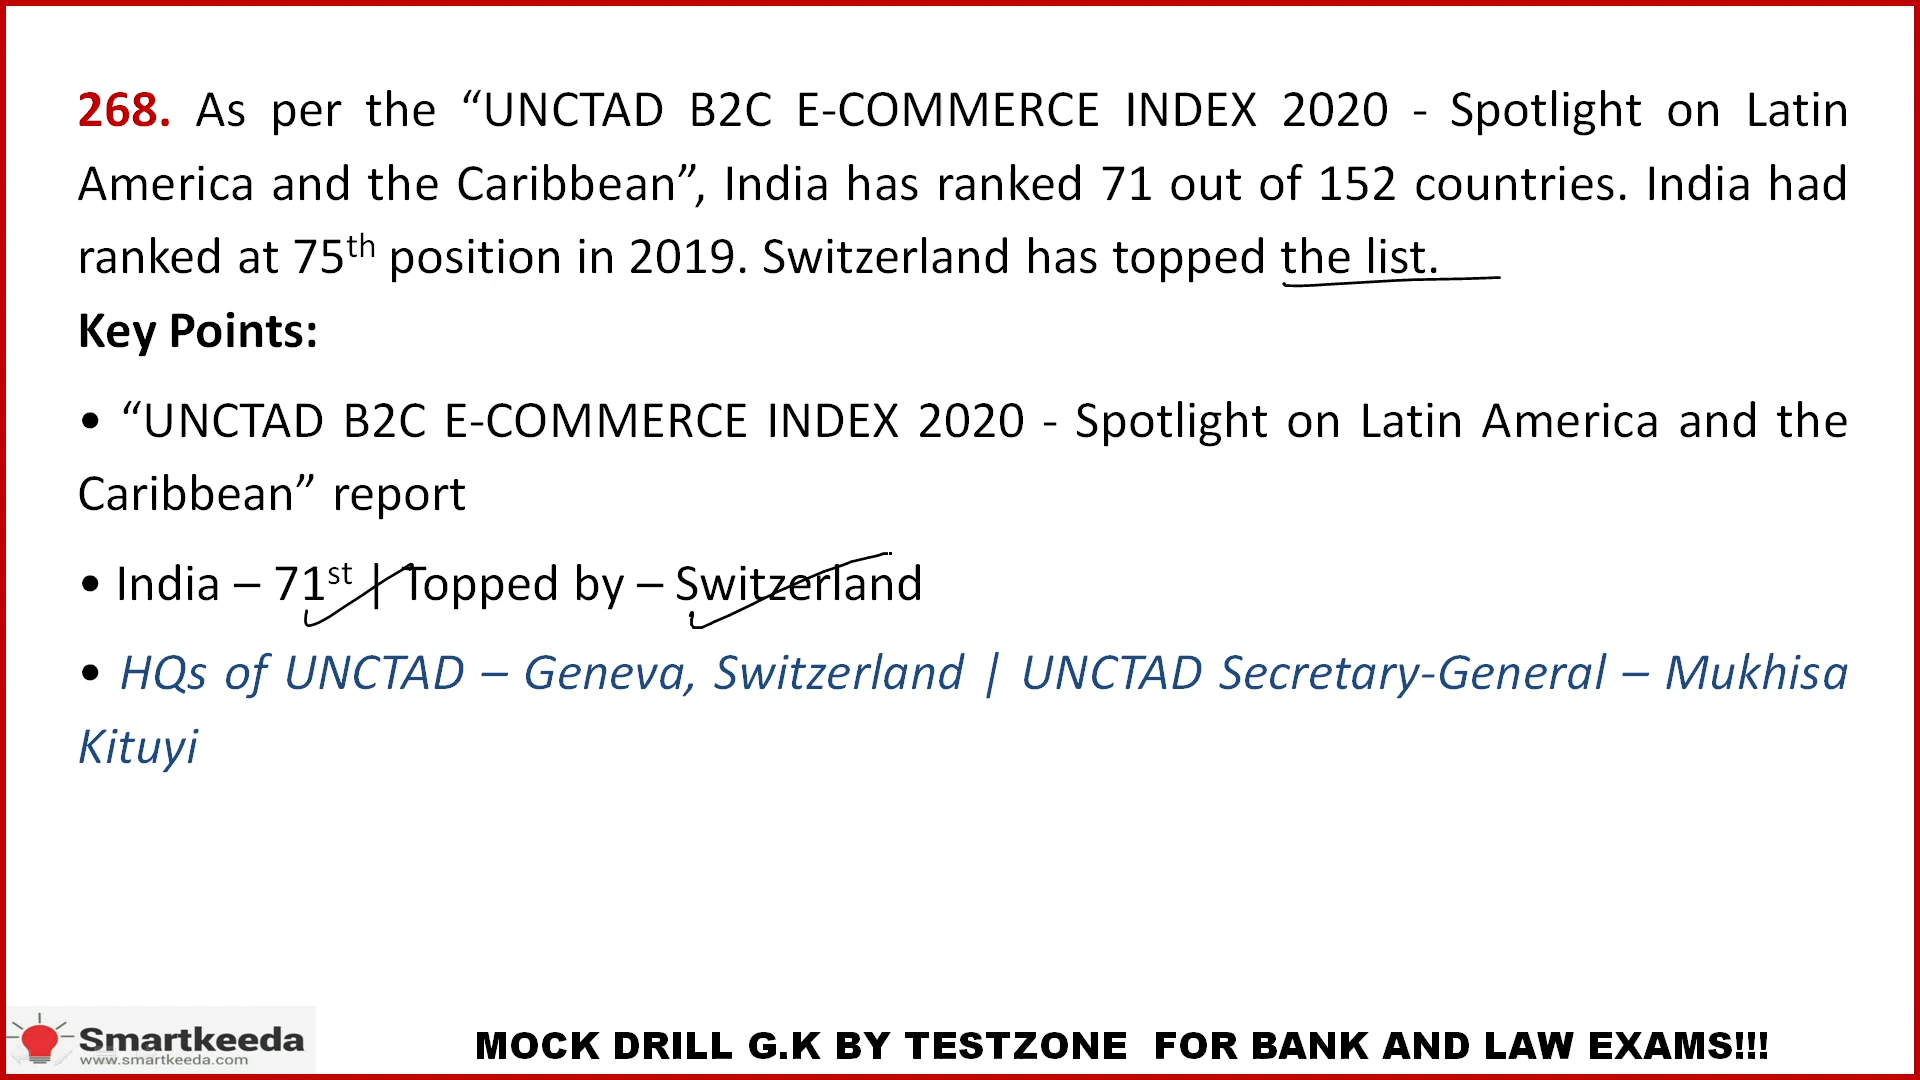 268. As per the “UNCTAD B2C E-COMMERCE INDEX 2020 - Spotlight on Latin
America and the Caribbean”, India has ranked 71 out of 152 countries. India had
ranked at 75th position in 2019. Switzerland has topped the list.
Key Points:
• “UNCTAD B2C E-COMMERCE INDEX 2020 - Spotlight on Latin America and the
Caribbean” report
• India – 71st | Topped by – Switzerland
• HQs of UNCTAD – Geneva, Switzerland | UNCTAD Secretary-General – Mukhisa
Kituyi
Smartkeeda
www.smartkeeda.com
MOCK DRILL G.K BY TESTZONE FOR BANK AND LAW EXAMS!!!